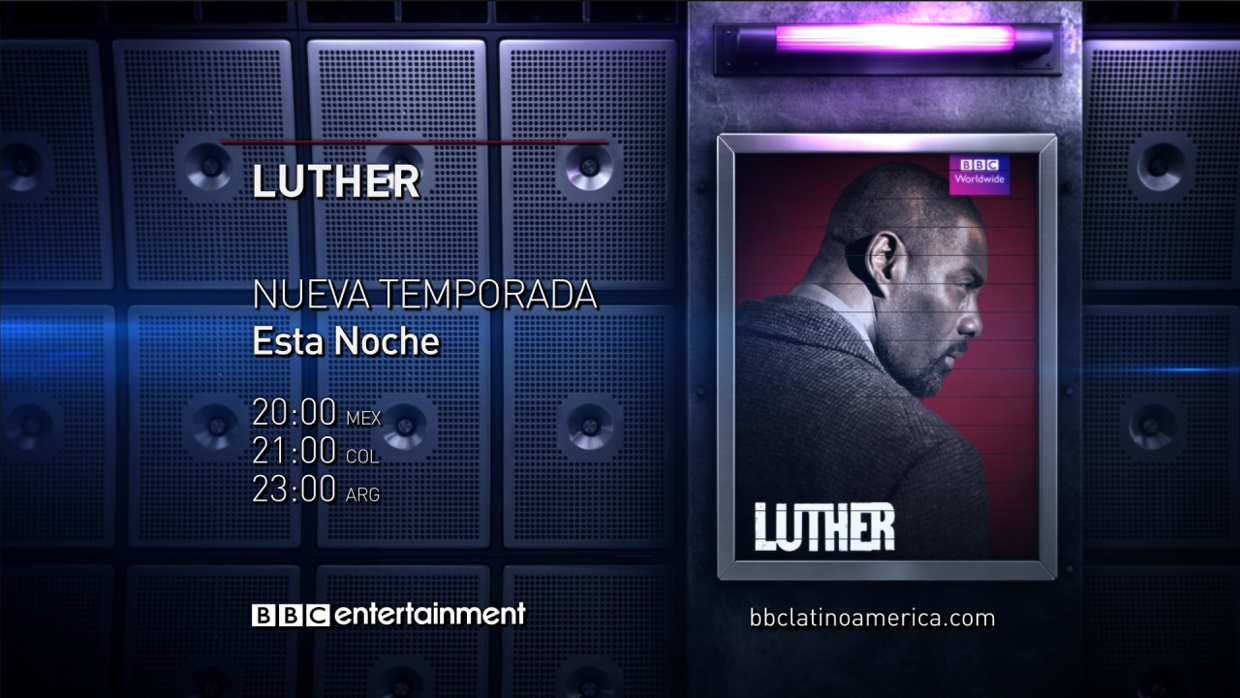 LUTHER
NUEVA TEMPORADA
Esta Noche
20:00 MEX
21:00 COL
23:00 ARG
BBC entertainment
BBC
Worldwide
LUTHER
bbclatinoamerica.com